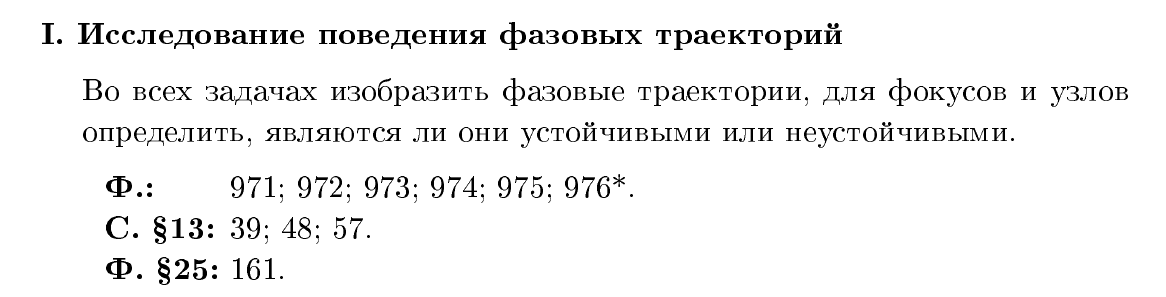 I. Исследование поведения фазовых траекторий
Во всех задачах изобразить фазовые траектории, для фокусов и узлов
определить, являются ли они устойчивыми или неустойчивыми.
Ф.: 971; 972; 973; 974; 975; 976*.
С. §13: 39; 48; 57.
Ф. §25: 161.